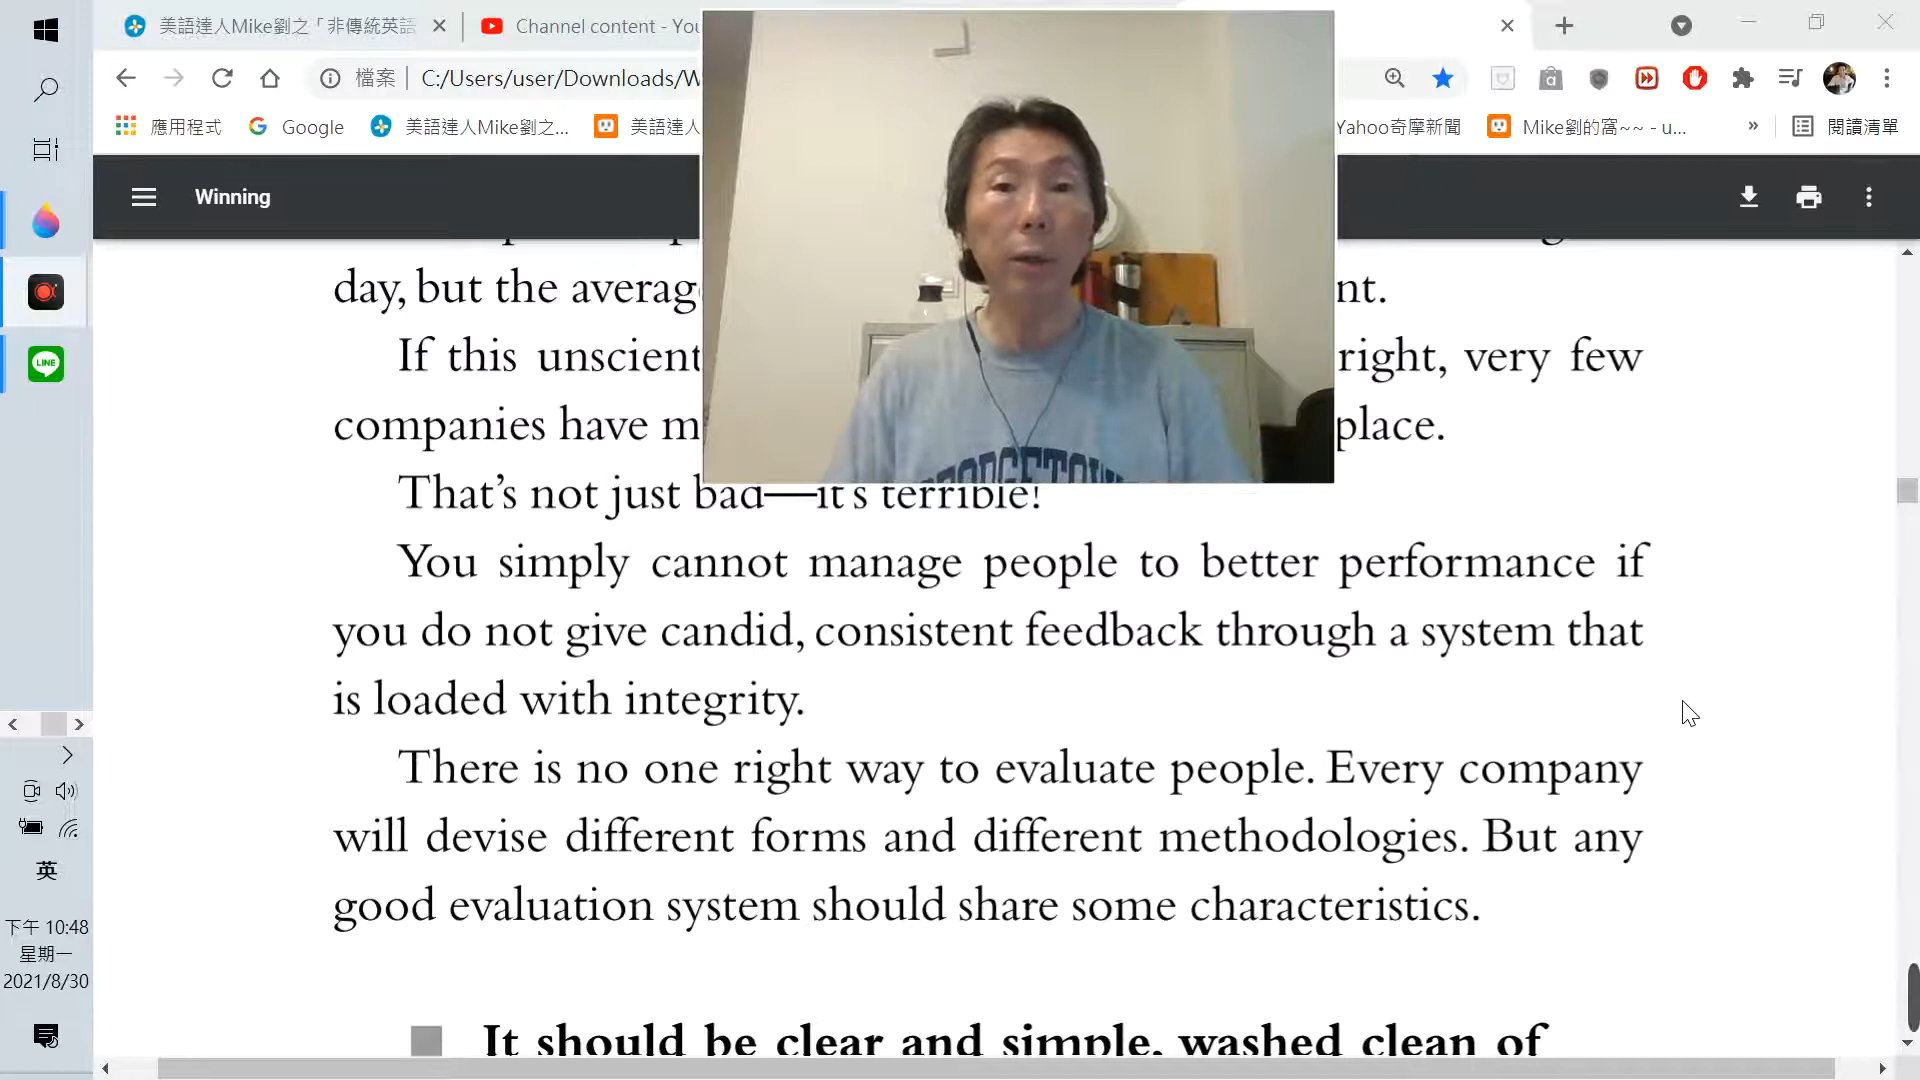 美語達人Mike劉之「非傳統英語
Channel content - You
檔案
C:/Users/user/Downloads/W
應用程式
Google
美語達人Mike劉之...
美語達人
Yahoo奇摩新聞
Mike劉的窩~~ - u...
»
閱讀清單
Winning
day, but the averag nt.
If this unscient right, very few
companies have m place.
That's not just bad—it's terrible!
You simply cannot manage people to better performance if
you do not give candid, consistent feedback through a system that
is loaded with integrity.
There is no one right way to evaluate people. Every company
will devise different forms and different methodologies. But any
good evaluation system should share some characteristics.
It should be clear and simple, washed clean of
GEORGETOWN
LINE
英
下午 10:48
星期一
2021/8/30